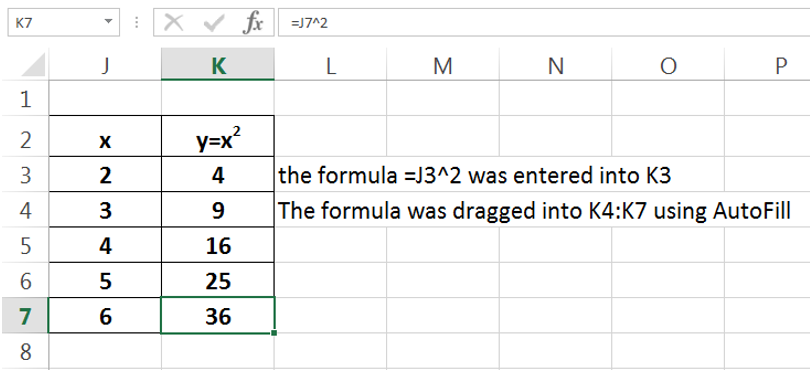 K7 fx =J7^2
J K L M N O P
1
2 x y=x²
3 2 4 the formula =J3^2 was entered into K3
4 3 9 The formula was dragged into K4:K7 using AutoFill
5 4 16
6 5 25
7 6 36
8